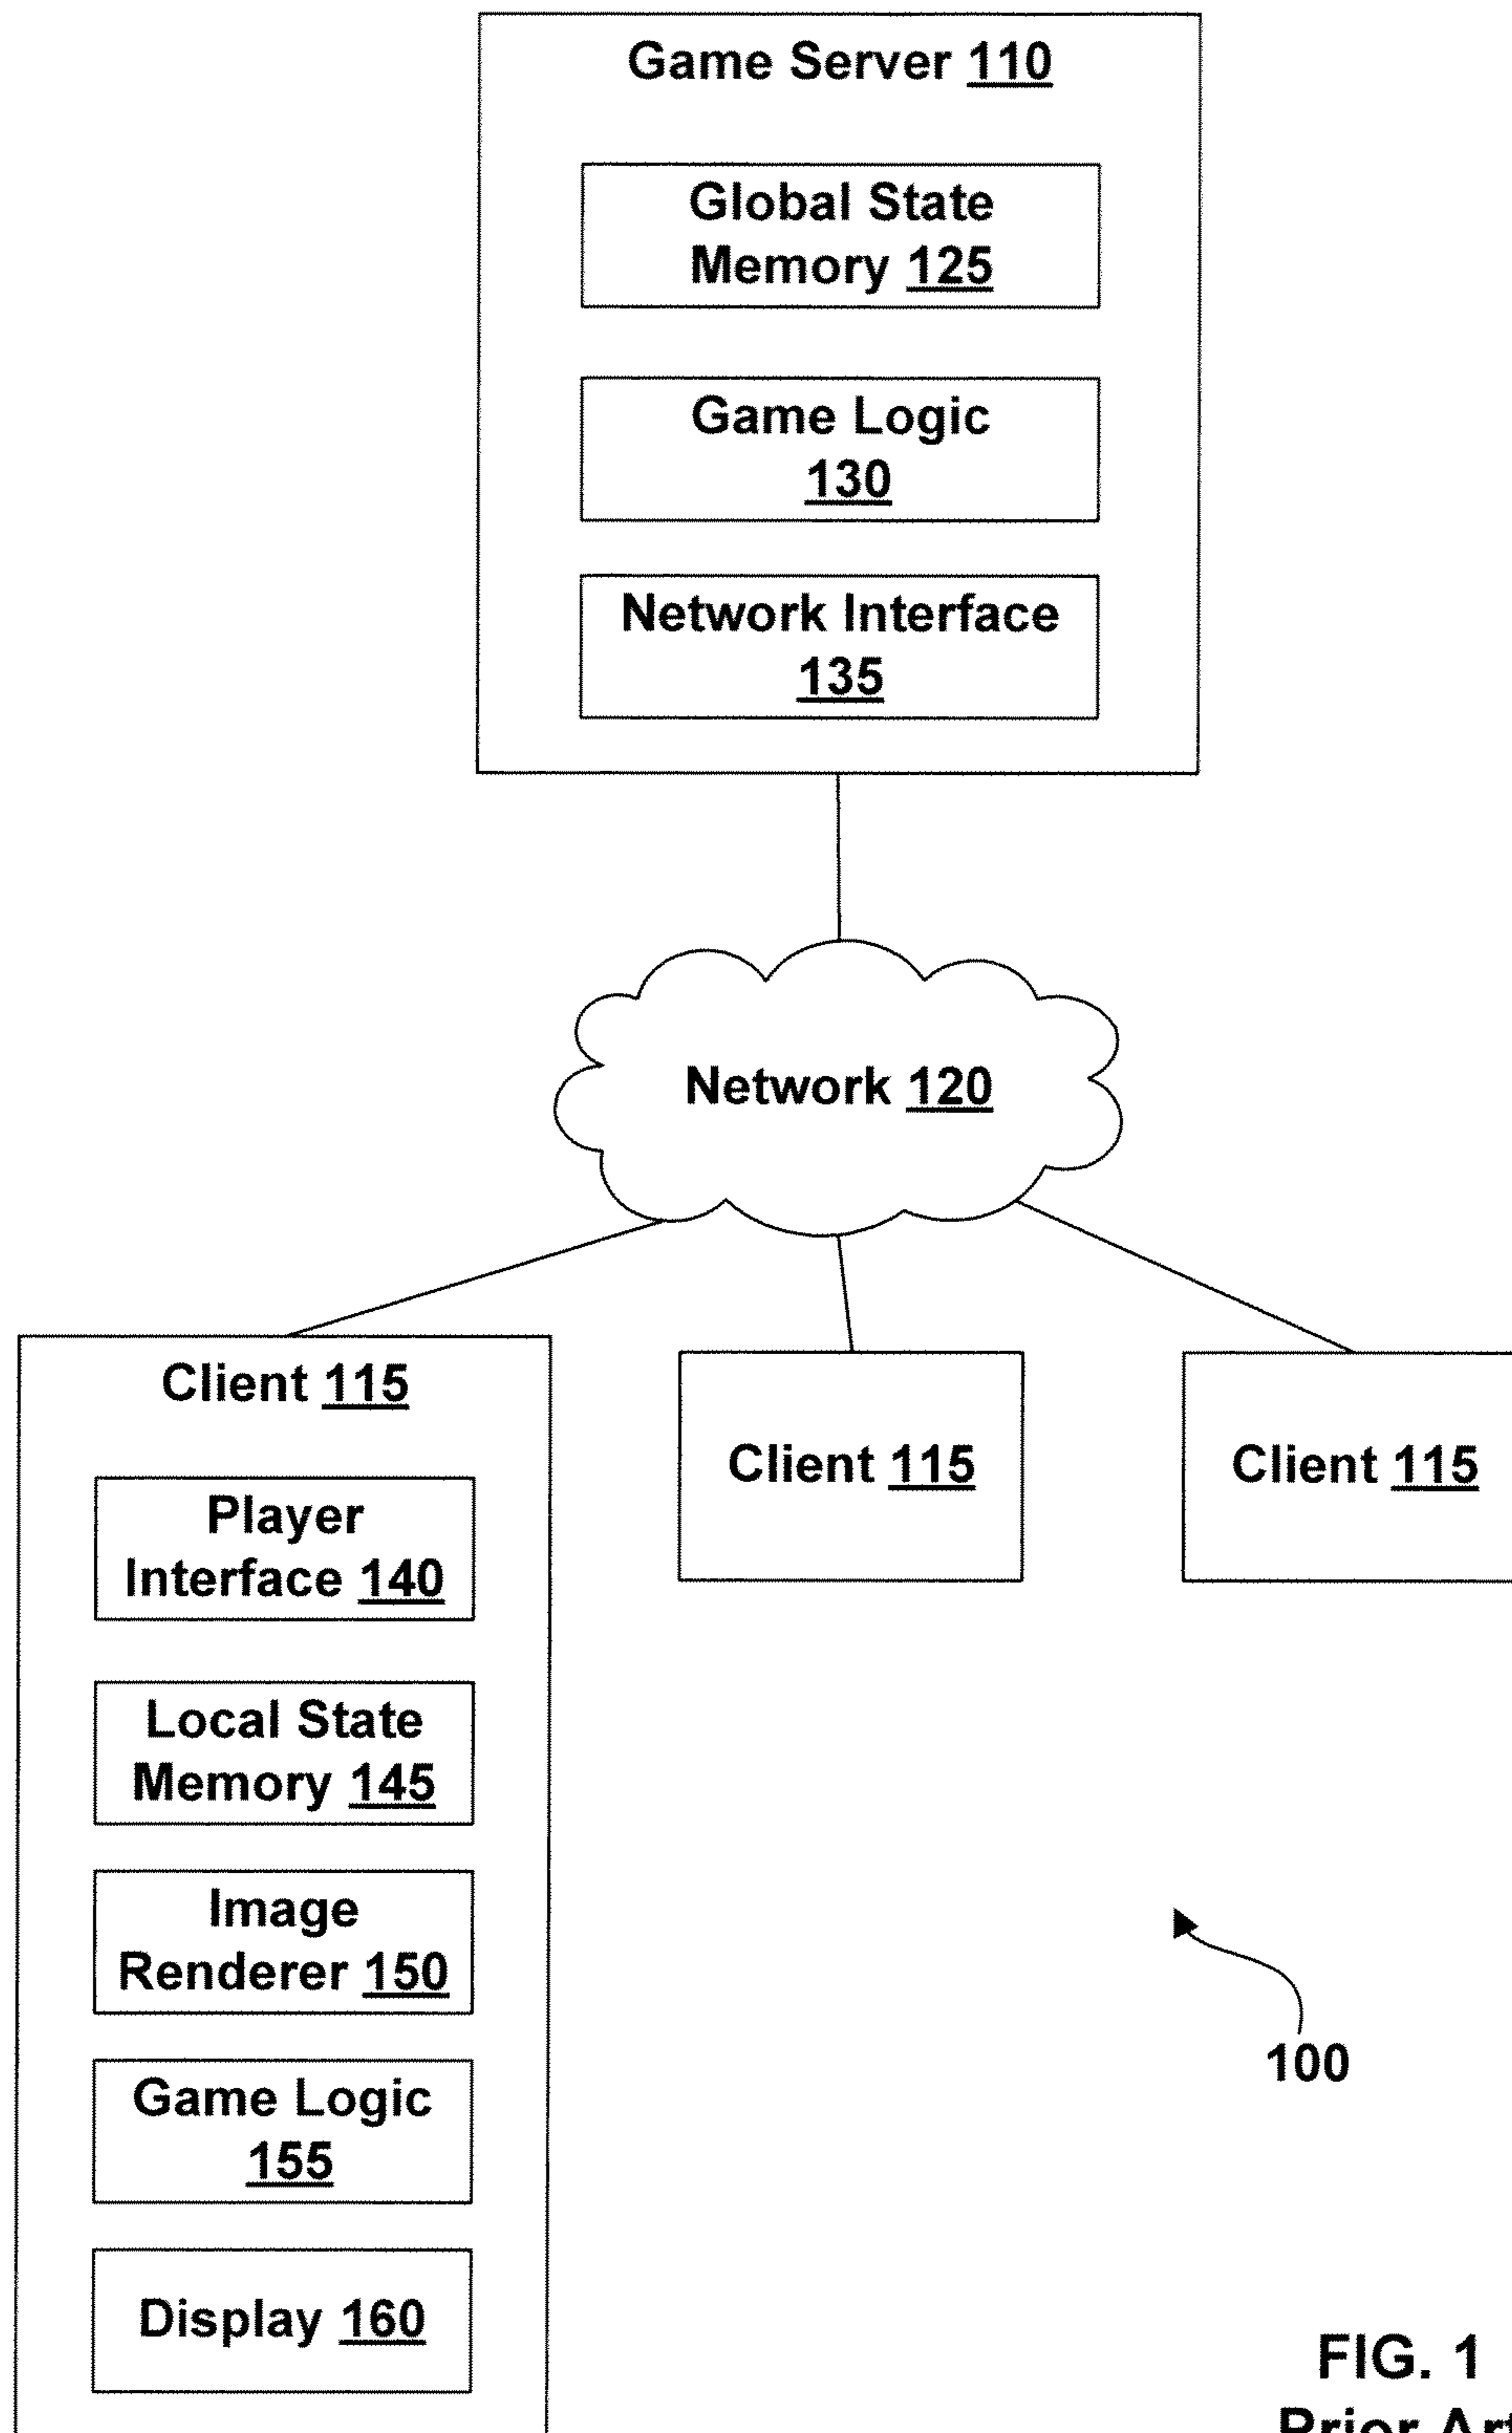 Game Server 110
Global State
Memory 125
Game Logic
130
Network Interface
135
Network 120
Client 115
Player
Interface 140
Local State
Memory 145
Image
Renderer 150
Game Logic
155
Display 160
Client 115
Client 115
100
FIG. 1
Prior Art